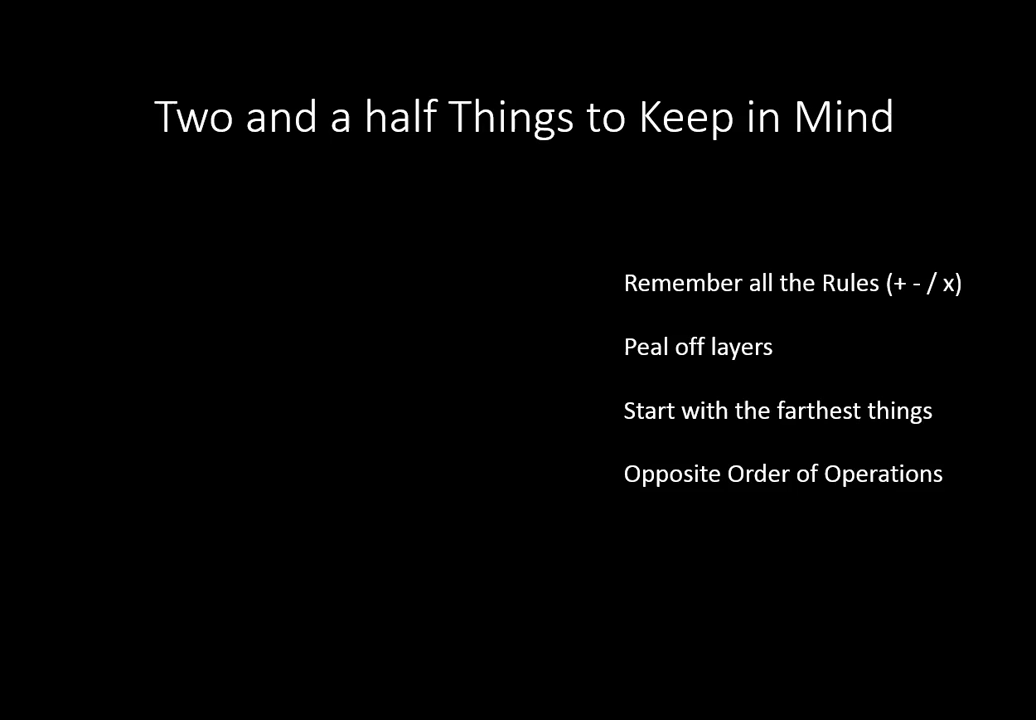 Two and a half Things to Keep in Mind
Remember all the Rules (+ - / x)
Peal off layers
Start with the farthest things
Opposite Order of Operations